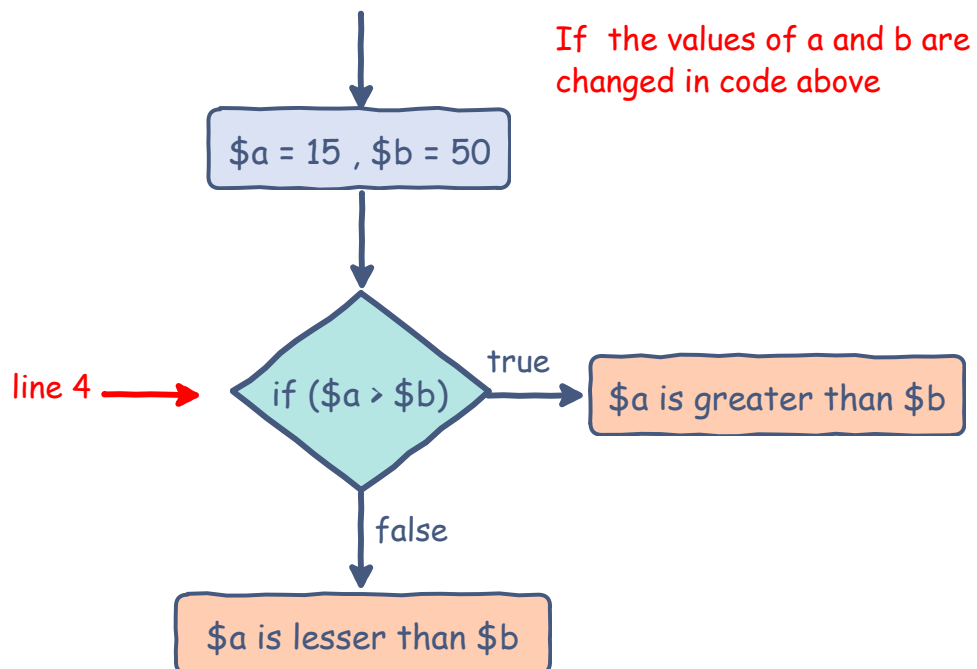 If the values of a and b are
changed in code above
$a = 15 , $b = 50
line 4
if ($a > $b)
true
$a is greater than $b
false
$a is lesser than $b